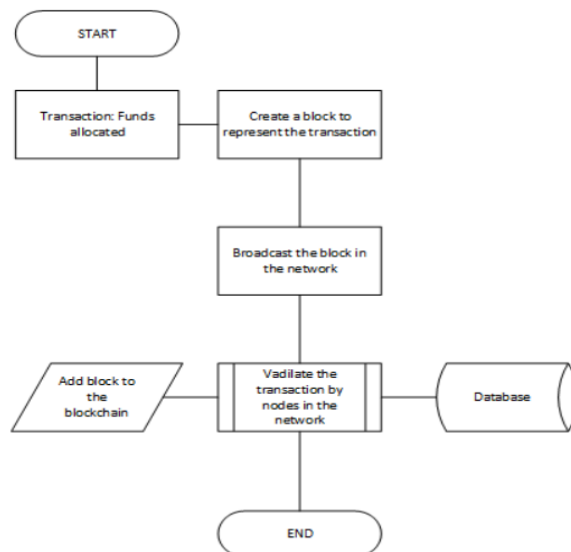 START
Transaction: Funds
allocated
Create a block to
represent the transaction
Broadcast the block in
the network
Add block to
the
blockchain
Vadilate the
transaction by
nodes in the
network
Database
END